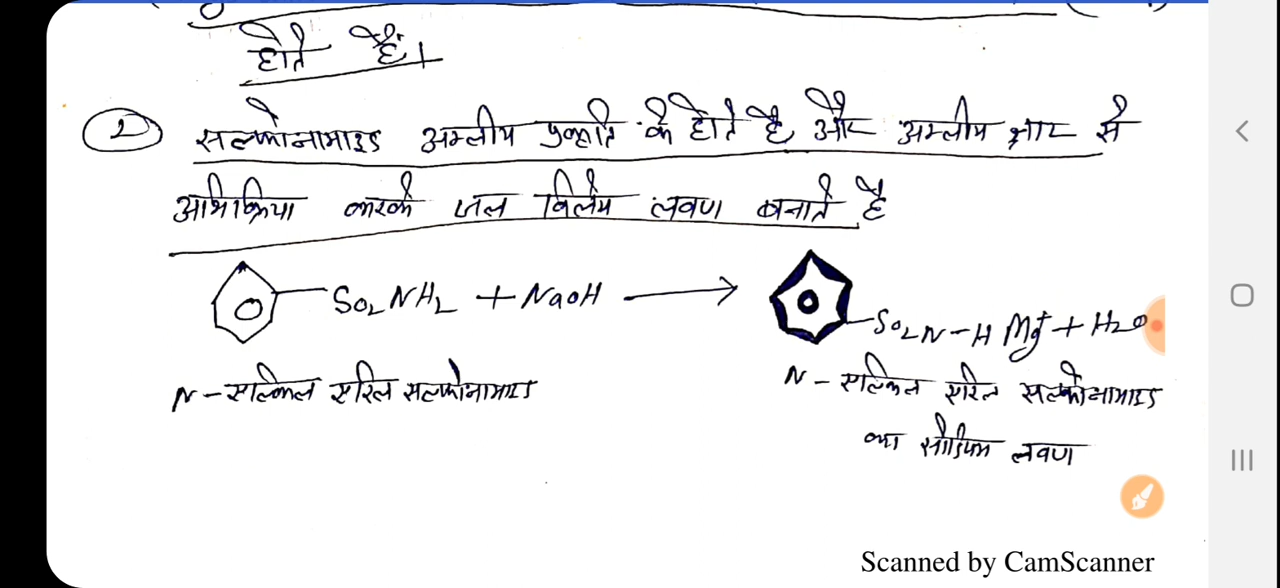 होते हैं।
2 सल्फोनामाइड अम्लीय प्रकृति के होते है, और अम्लीय क्षार से
अभिक्रिया करके जल विलेय लवण बनाते है
SO2NH2 + NaOH ⟶ SO2N-H Mg+ + H2O
N-एल्किल एरिल सल्फोनामाइड
N-एल्किल एरिल सल्फोनामाइड
का सोडियम लवण
Scanned by CamScanner